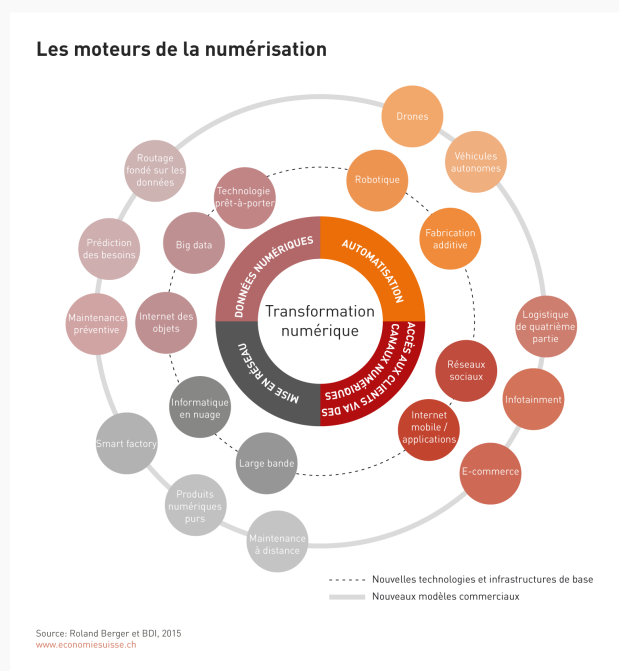 Les moteurs de la numérisation
Drones
Véhicules
autonomes
Routage
fondé sur les
données
Robotique
Technologie
prêt-à-porter
Fabrication
additive
Prédiction
des besoins
Big data
DONNÉES NUMÉRIQUES
AUTOMATISATION
Transformation
numérique
Maintenance
préventive
Internet des
objets
Logistique
de quatrième
partie
MISE EN RÉSEAU
ACCÈS AUX CLIENTS VIA DES
CANAUX NUMÉRIQUES
Réseaux
sociaux
Infotainment
Informatique
en nuage
Internet
mobile /
applications
Smart factory
Large bande
E-commerce
Produits
numériques
purs
Maintenance
à distance
Nouvelles technologies et infrastructures de base
Nouveaux modèles commerciaux
Source: Roland Berger et BDI, 2015
www.economiesuisse.ch